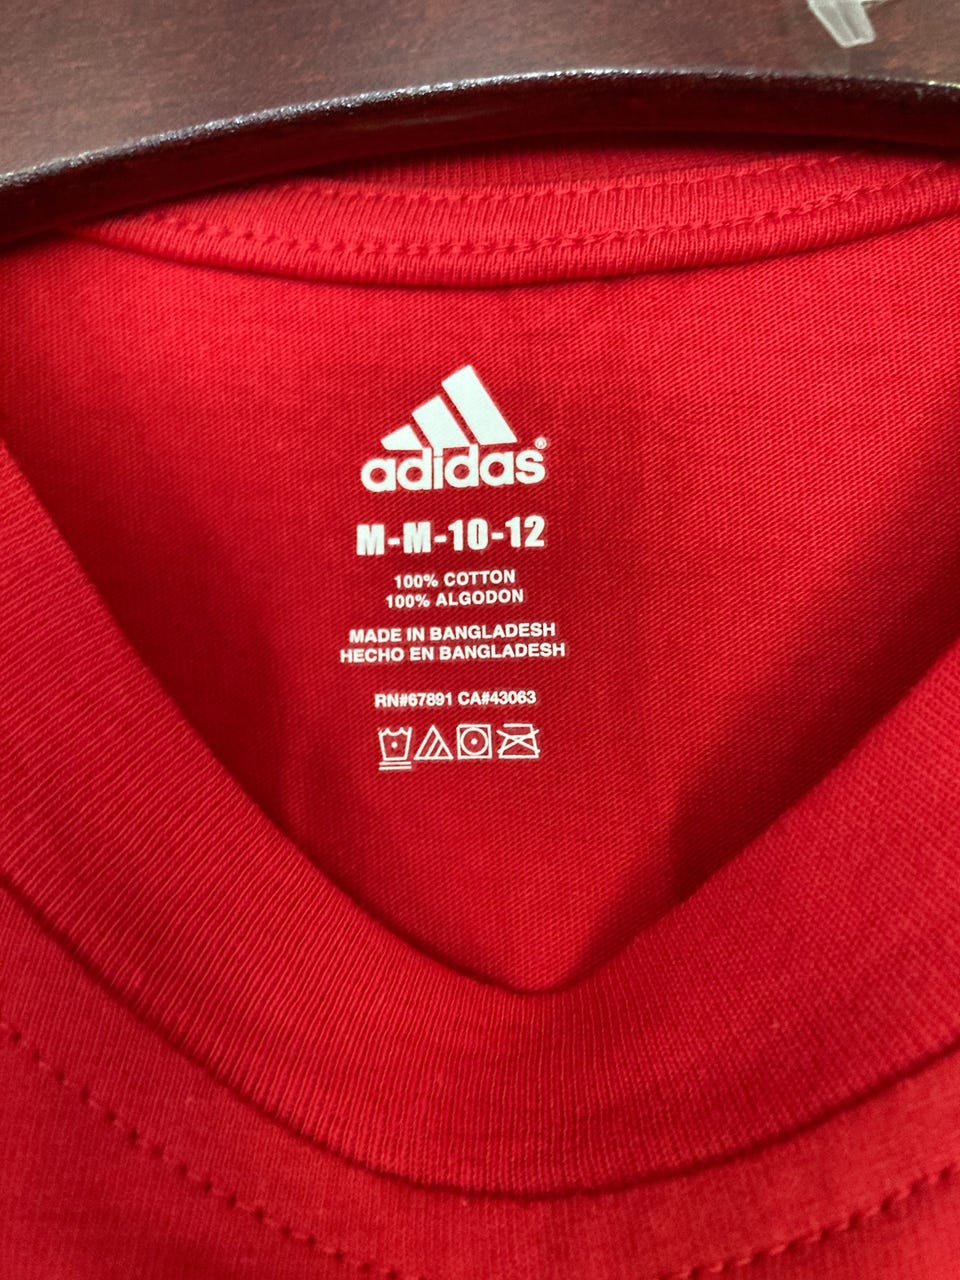 adidas®
M-M-10-12
100% COTTON
100% ALGODON
MADE IN BANGLADESH
HECHO EN BANGLADESH
RN#67891 CA#43063